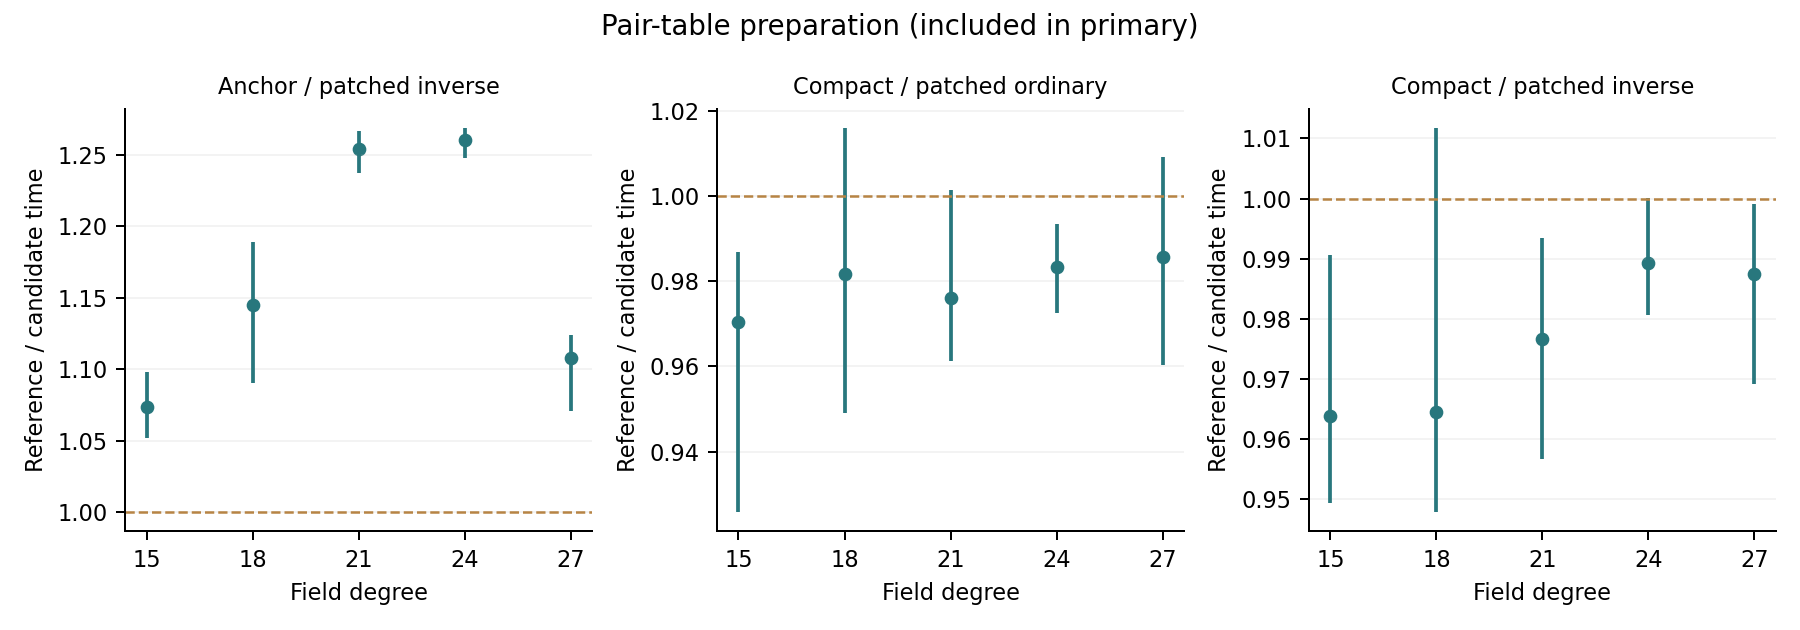 Pair-table preparation (included in primary)
Anchor / patched inverse
Reference / candidate time
1.25
1.20
1.15
1.10
1.05
1.00
15 18 21 24 27
Field degree
Compact / patched ordinary
Reference / candidate time
1.02
1.00
0.98
0.96
0.94
15 18 21 24 27
Field degree
Compact / patched inverse
Reference / candidate time
1.01
1.00
0.99
0.98
0.97
0.96
0.95
15 18 21 24 27
Field degree